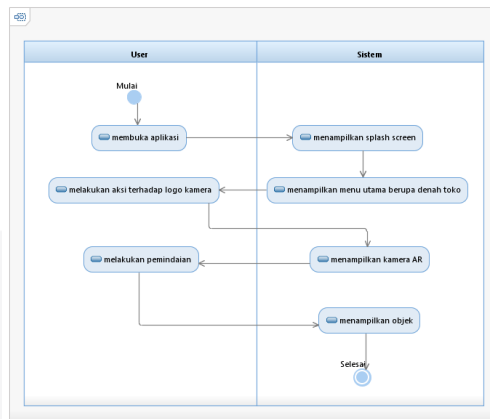 User
Sistem
Mulai
membuka aplikasi
menampilkan splash screen
melakukan aksi terhadap logo kamera
menampilkan menu utama berupa denah toko
melakukan pemindaian
menampilkan kamera AR
menampilkan objek
Selesai